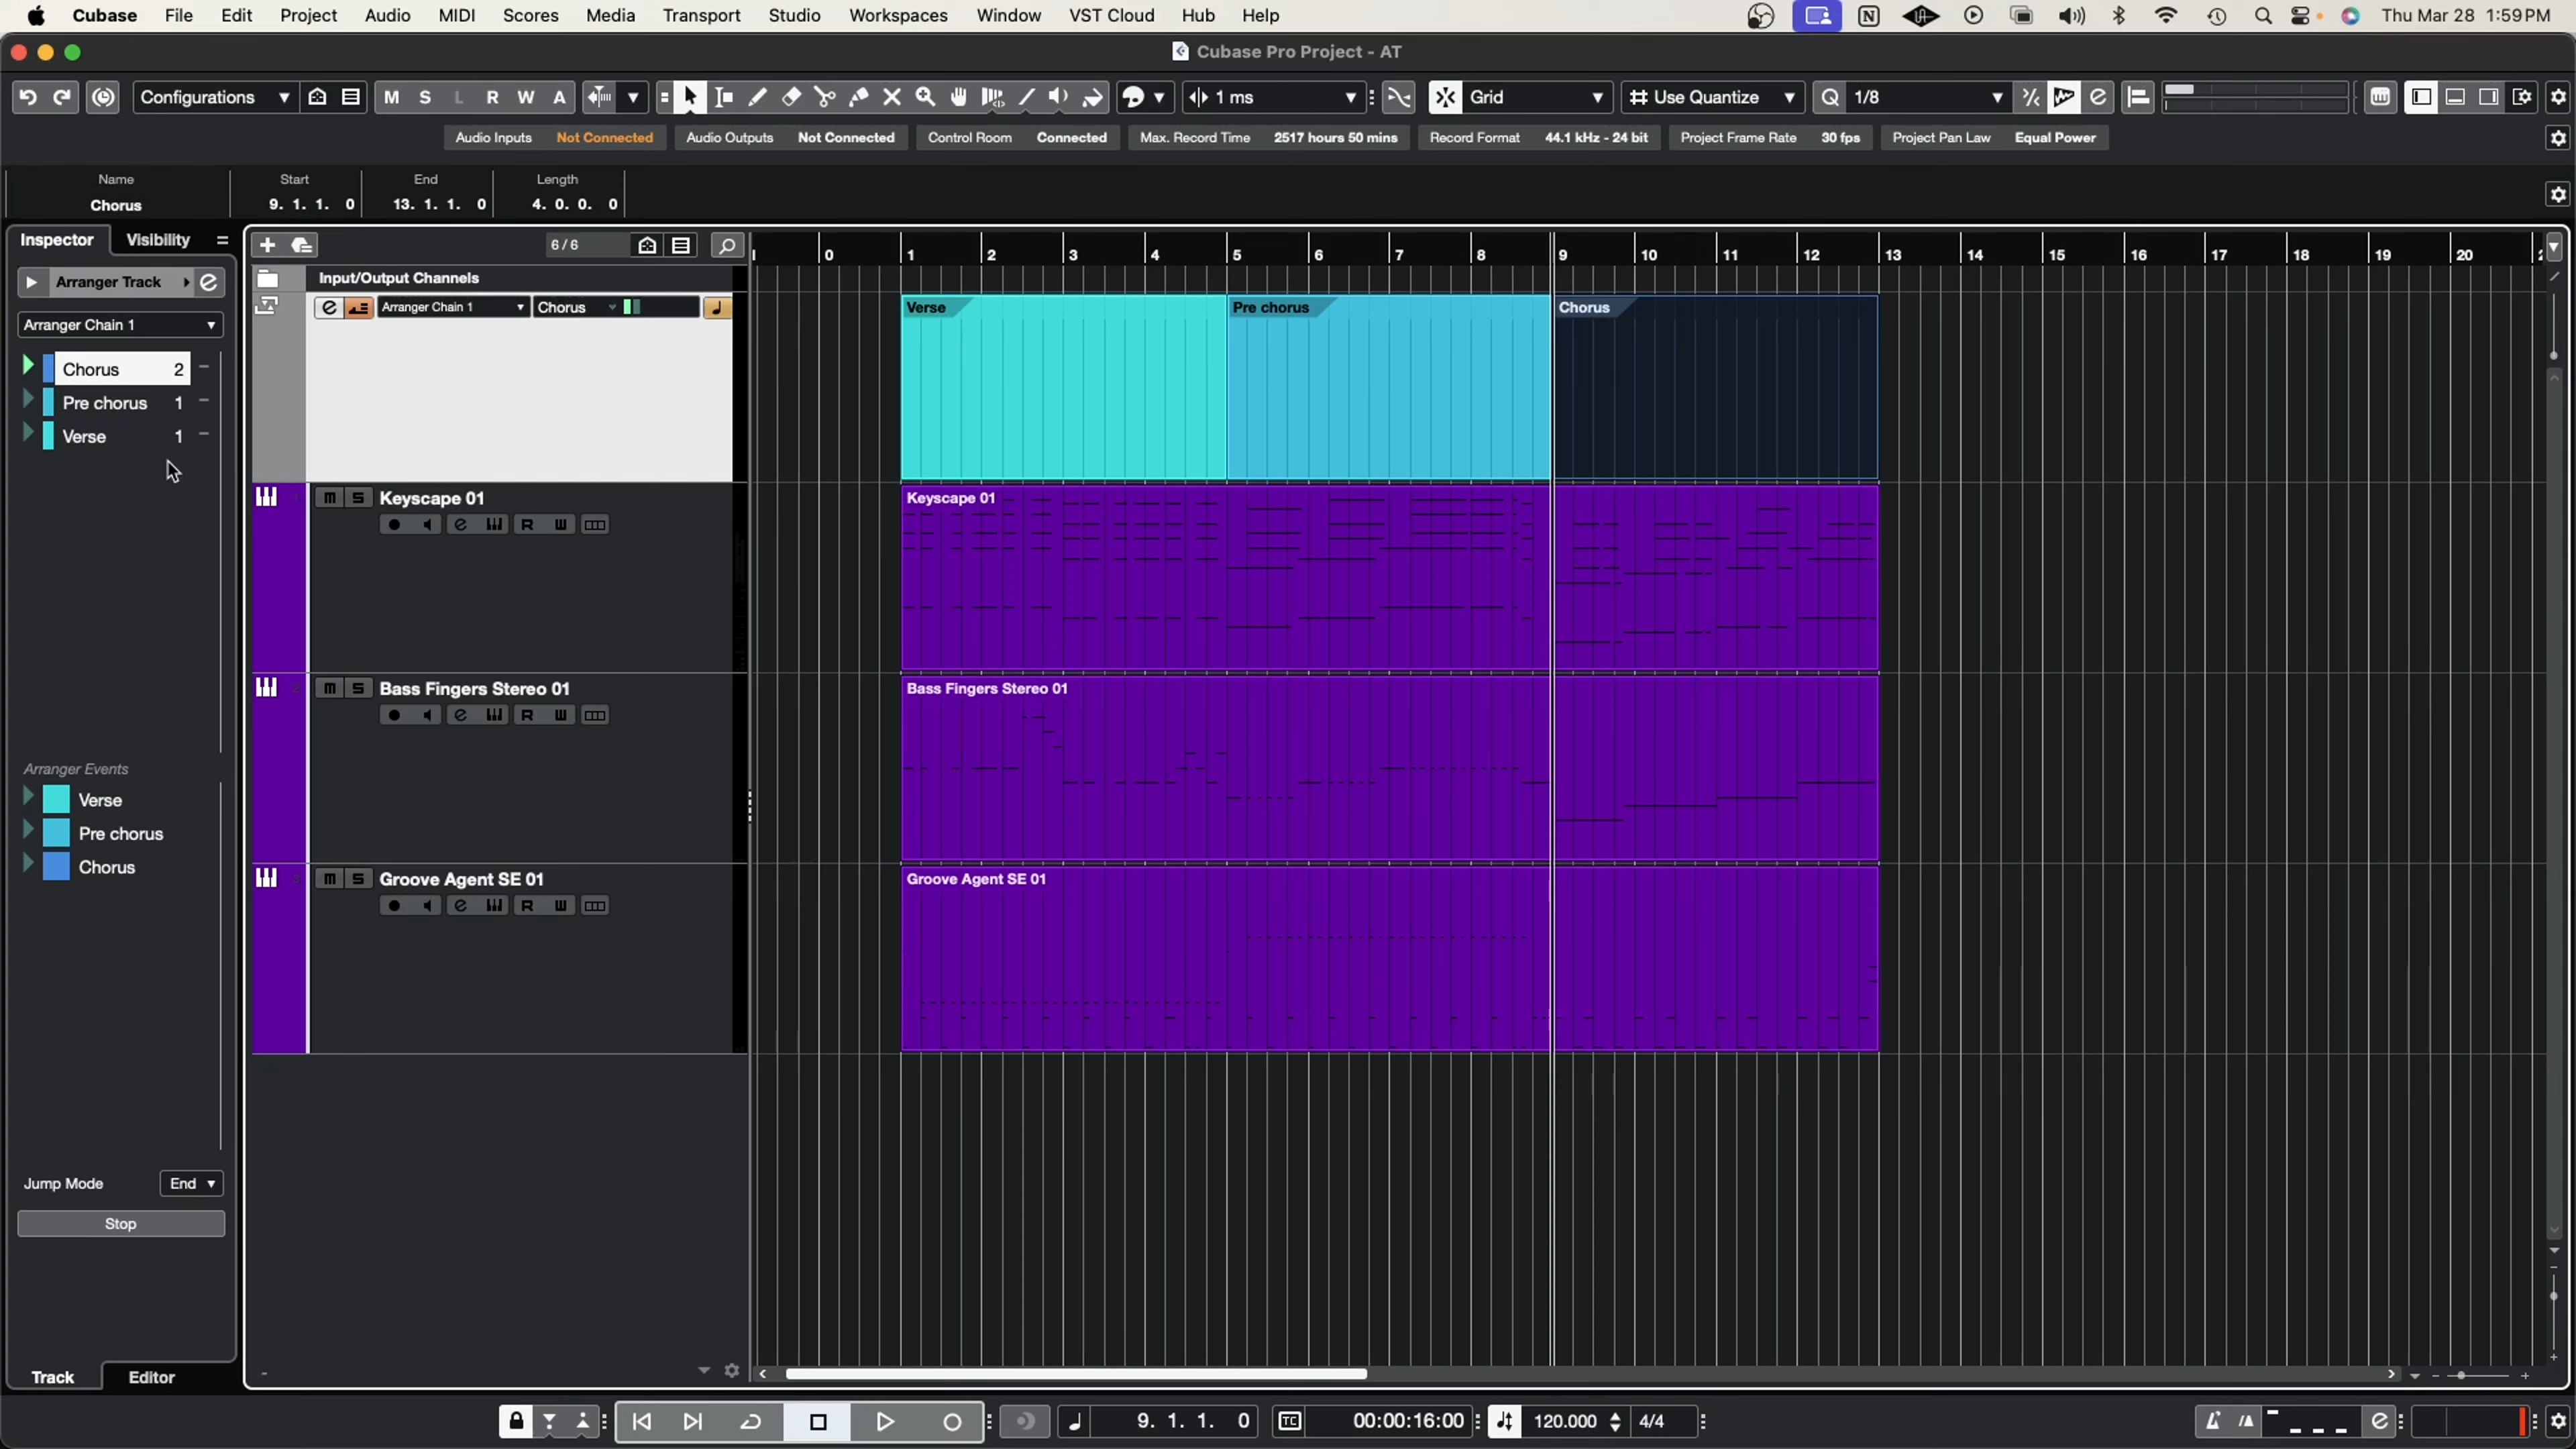 Cubase File Edit Project Audio MIDI Scores Media Transport Studio Workspaces Window VST Cloud Hub Help Thu Mar 28 1:59 PM
Cubase Pro Project - AT
Configurations M S L R W A 1 ms Grid Use Quantize Q 1/8
Audio Inputs Not Connected Audio Outputs Not Connected Control Room Connected Max. Record Time 2517 hours 50 mins Record Format 44.1 kHz - 24 bit Project Frame Rate 30 fps Project Pan Law Equal Power
Name Start End Length
Chorus 9. 1. 1. 0 13. 1. 1. 0 4. 0. 0. 0
Inspector Visibility 6/6
0 1 2 3 4 5 6 7 8 9 10 11 12 13 14 15 16 17 18 19 20
Arranger Track Input/Output Channels
Arranger Chain 1 Chorus Verse Pre chorus Chorus
Arranger Chain 1
Chorus 2
Pre chorus 1
Verse 1
m S Keyscape 01 Keyscape 01
R W
m S Bass Fingers Stereo 01 Bass Fingers Stereo 01
R W
Arranger Events
Verse
Pre chorus
Chorus
m S Groove Agent SE 01 Groove Agent SE 01
R W
Jump Mode End
Stop
Track Editor
9. 1. 1. 0 TC 00:00:16:00 120.000 4/4